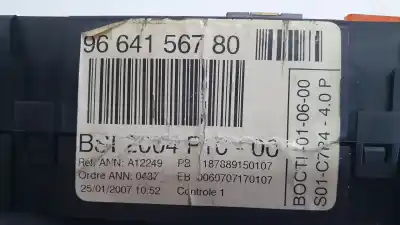 96 641 567 80
BSI 2004 P10 - 00
Ref. ANN: A12249 PS 187889150107
Ordre ANN: 0437 EB 0060707170107
25/01/2007 10:52 Controle 1
BOCTI-01-06-00
S01-C7R4 - 4.0 P